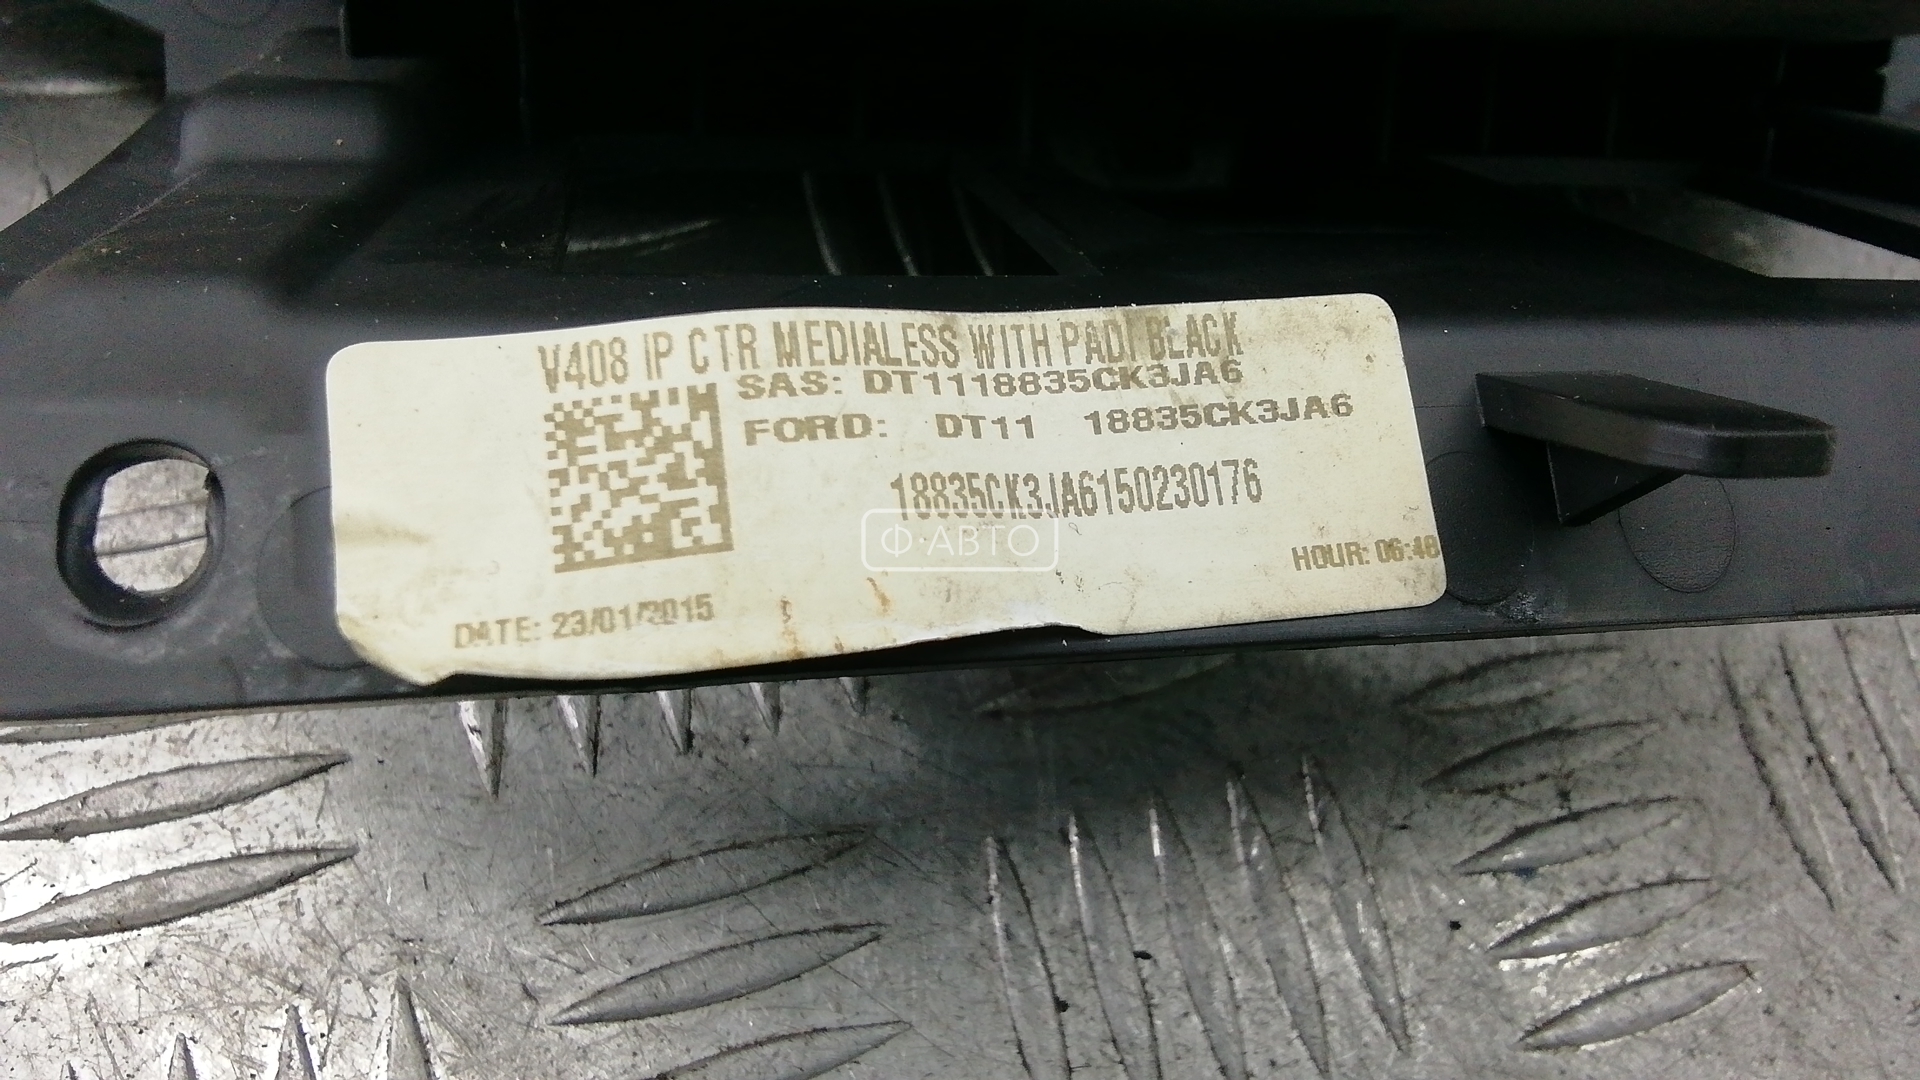 V408 IP CTR MEDIALESS WITH PADI BLACK
SAS: DT1118835CK3JA6
FORD: DT11 18835CK3JA6
18835CK3JA6150230176
Ф·АВТО
HOUR: 06:48
DATE: 23/01/2015